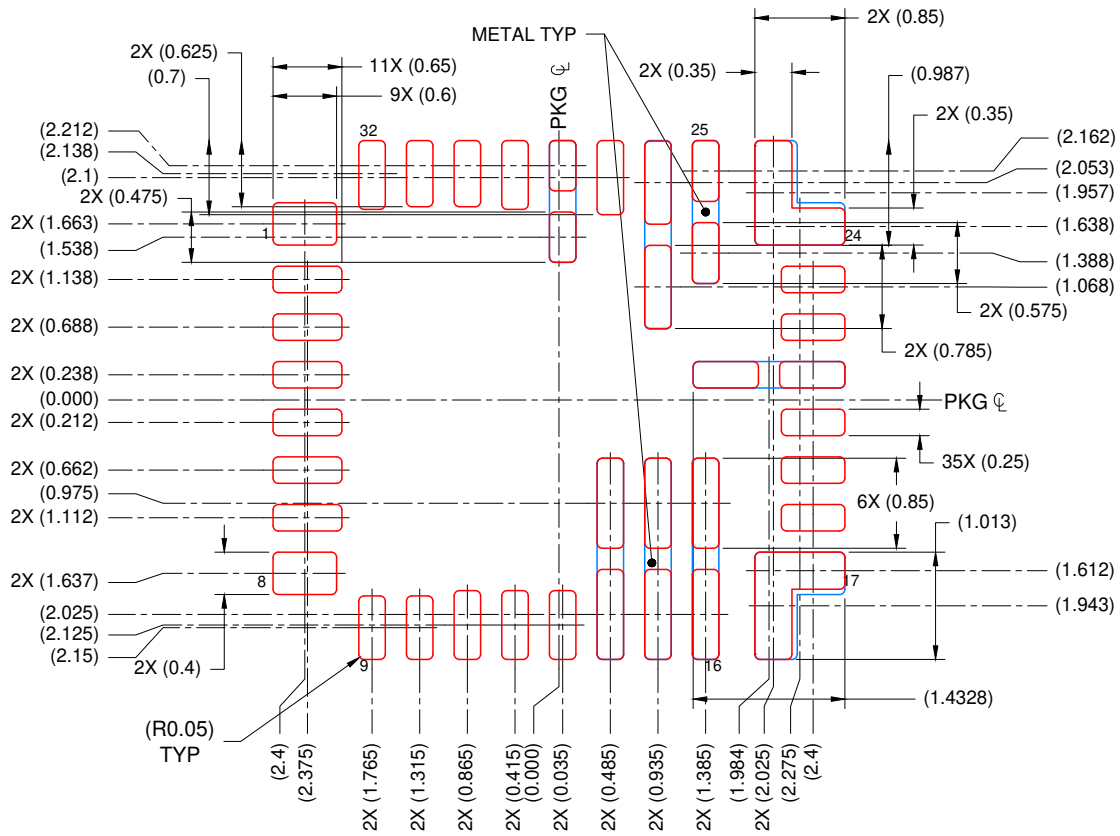 METAL TYP
2X (0.85)
2X (0.625)
(0.7)
11X (0.65)
9X (0.6)
2X (0.35)
(0.987)
2X (0.35)
PKG ℄
32
25
(2.212)
(2.138)
(2.1)
2X (0.475)
2X (1.663)
(1.538)
2X (1.138)
2X (0.688)
2X (0.238)
(0.000)
2X (0.212)
2X (0.662)
(0.975)
2X (1.112)
2X (1.637)
(2.025)
(2.125)
(2.15)
2X (0.4)
1
8
9
16
17
24
(2.162)
(2.053)
(1.957)
(1.638)
(1.388)
(1.068)
2X (0.575)
2X (0.785)
PKG ℄
35X (0.25)
6X (0.85)
(1.013)
(1.612)
(1.943)
(1.4328)
(R0.05)
TYP
(2.4)
(2.375)
2X (1.765)
2X (1.315)
2X (0.865)
2X (0.415)
(0.000)
2X (0.035)
2X (0.485)
2X (0.935)
2X (1.385)
(1.984)
2X (2.025)
(2.275)
(2.4)